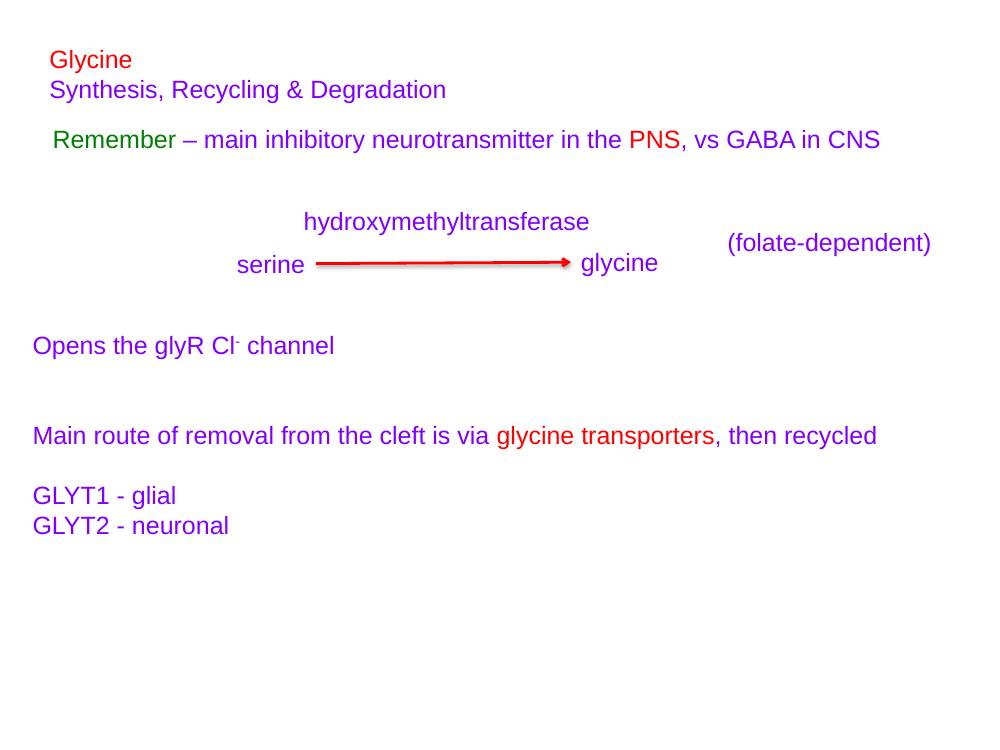 Glycine
Synthesis, Recycling & Degradation
Remember – main inhibitory neurotransmitter in the PNS, vs GABA in CNS
hydroxymethyltransferase
(folate-dependent)
serine glycine
Opens the glyR Cl⁻ channel
Main route of removal from the cleft is via glycine transporters, then recycled
GLYT1 - glial
GLYT2 - neuronal